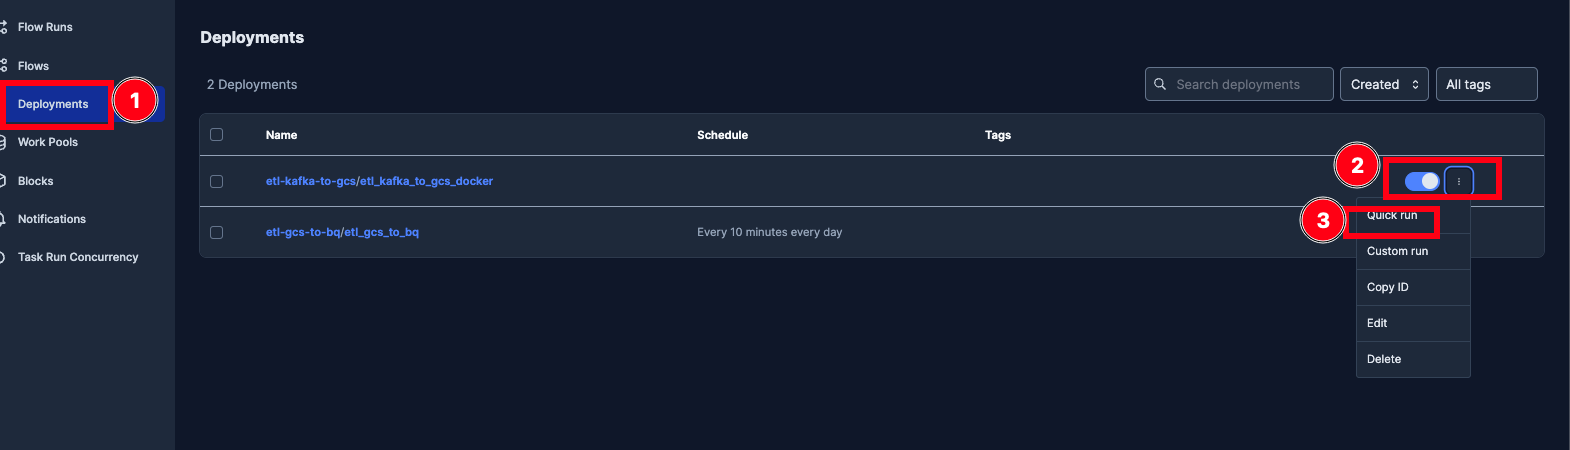 Flow Runs
Flows
Deployments
1
Work Pools
Blocks
Notifications
Task Run Concurrency
Deployments
2 Deployments
Search deployments
Created
All tags
Name Schedule Tags
etl-kafka-to-gcs/etl_kafka_to_gcs_docker
2
etl-gcs-to-bq/etl_gcs_to_bq Every 10 minutes every day
3
Quick run
Custom run
Copy ID
Edit
Delete